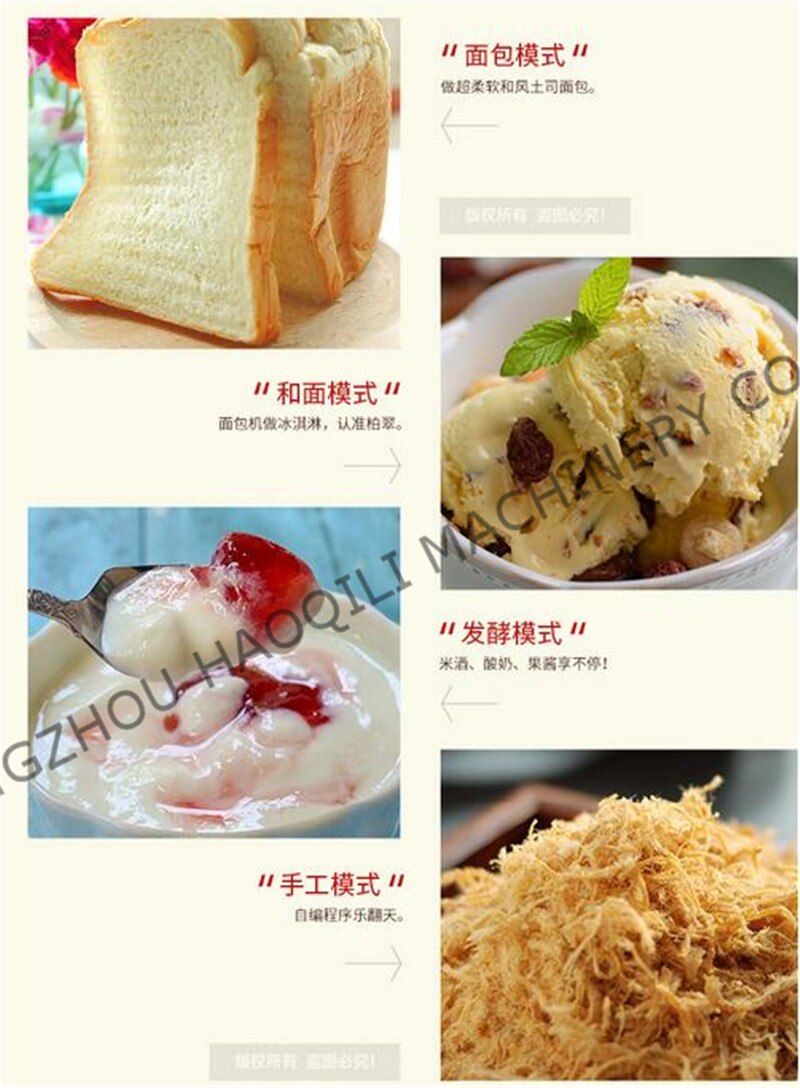 〃面包模式〃
做超柔软和风土司面包。
版权所有 盗图必究!
〃和面模式〃
面包机做冰淇淋，认准柏翠。
〃发酵模式〃
米酒、酸奶、果酱享不停!
〃手工模式〃
自编程序乐翻天。
版权所有 盗图必究!
NGZHOU HAOQILI MACHINERY CO